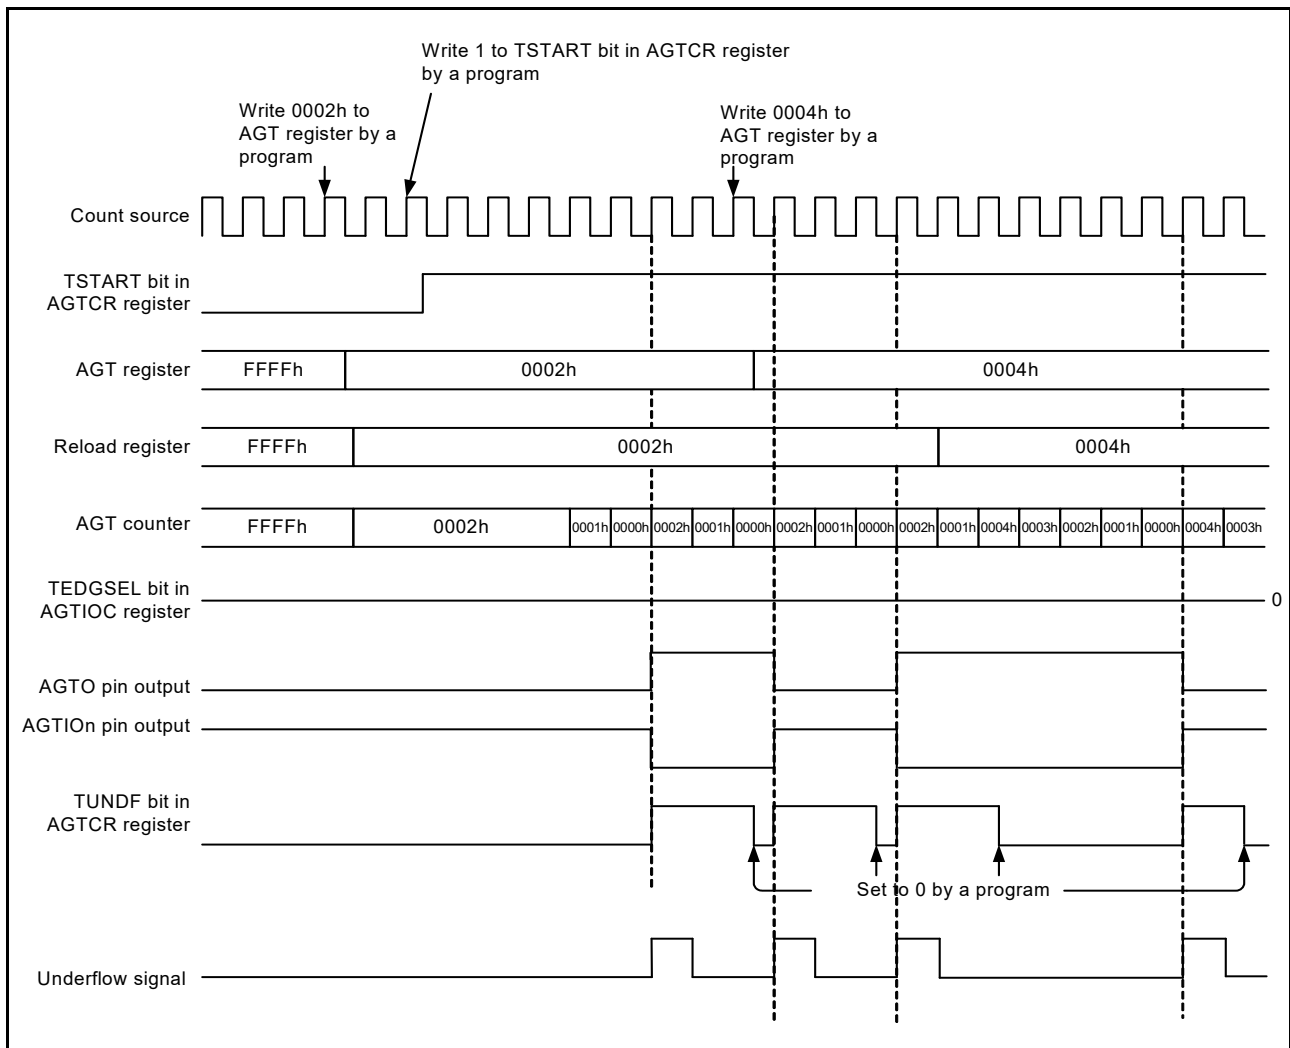 Write 1 to TSTART bit in AGTCR register
by a program
Write 0002h to
AGT register by a
program
Write 0004h to
AGT register by a
program
Count source
TSTART bit in
AGTCR register
AGT register
FFFFh 0002h 0004h
Reload register
FFFFh 0002h 0004h
AGT counter
FFFFh 0002h 0001h 0000h 0002h 0001h 0000h 0002h 0001h 0000h 0002h 0001h 0004h 0003h 0002h 0001h 0000h 0004h 0003h
TEDGSEL bit in
AGTIOC register
0
AGTO pin output
AGTIOn pin output
TUNDF bit in
AGTCR register
Set to 0 by a program
Underflow signal